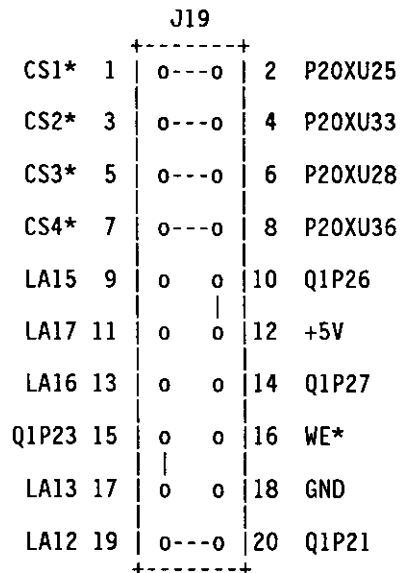 J19
+--------+
CS1* 1 | o---o | 2 P20XU25
CS2* 3 | o---o | 4 P20XU33
CS3* 5 | o---o | 6 P20XU28
CS4* 7 | o---o | 8 P20XU36
LA15 9 | o o |10 Q1P26
|
LA17 11 | o o |12 +5V
LA16 13 | o o |14 Q1P27
Q1P23 15 | o o |16 WE*
|
LA13 17 | o o |18 GND
LA12 19 | o---o |20 Q1P21
+--------+